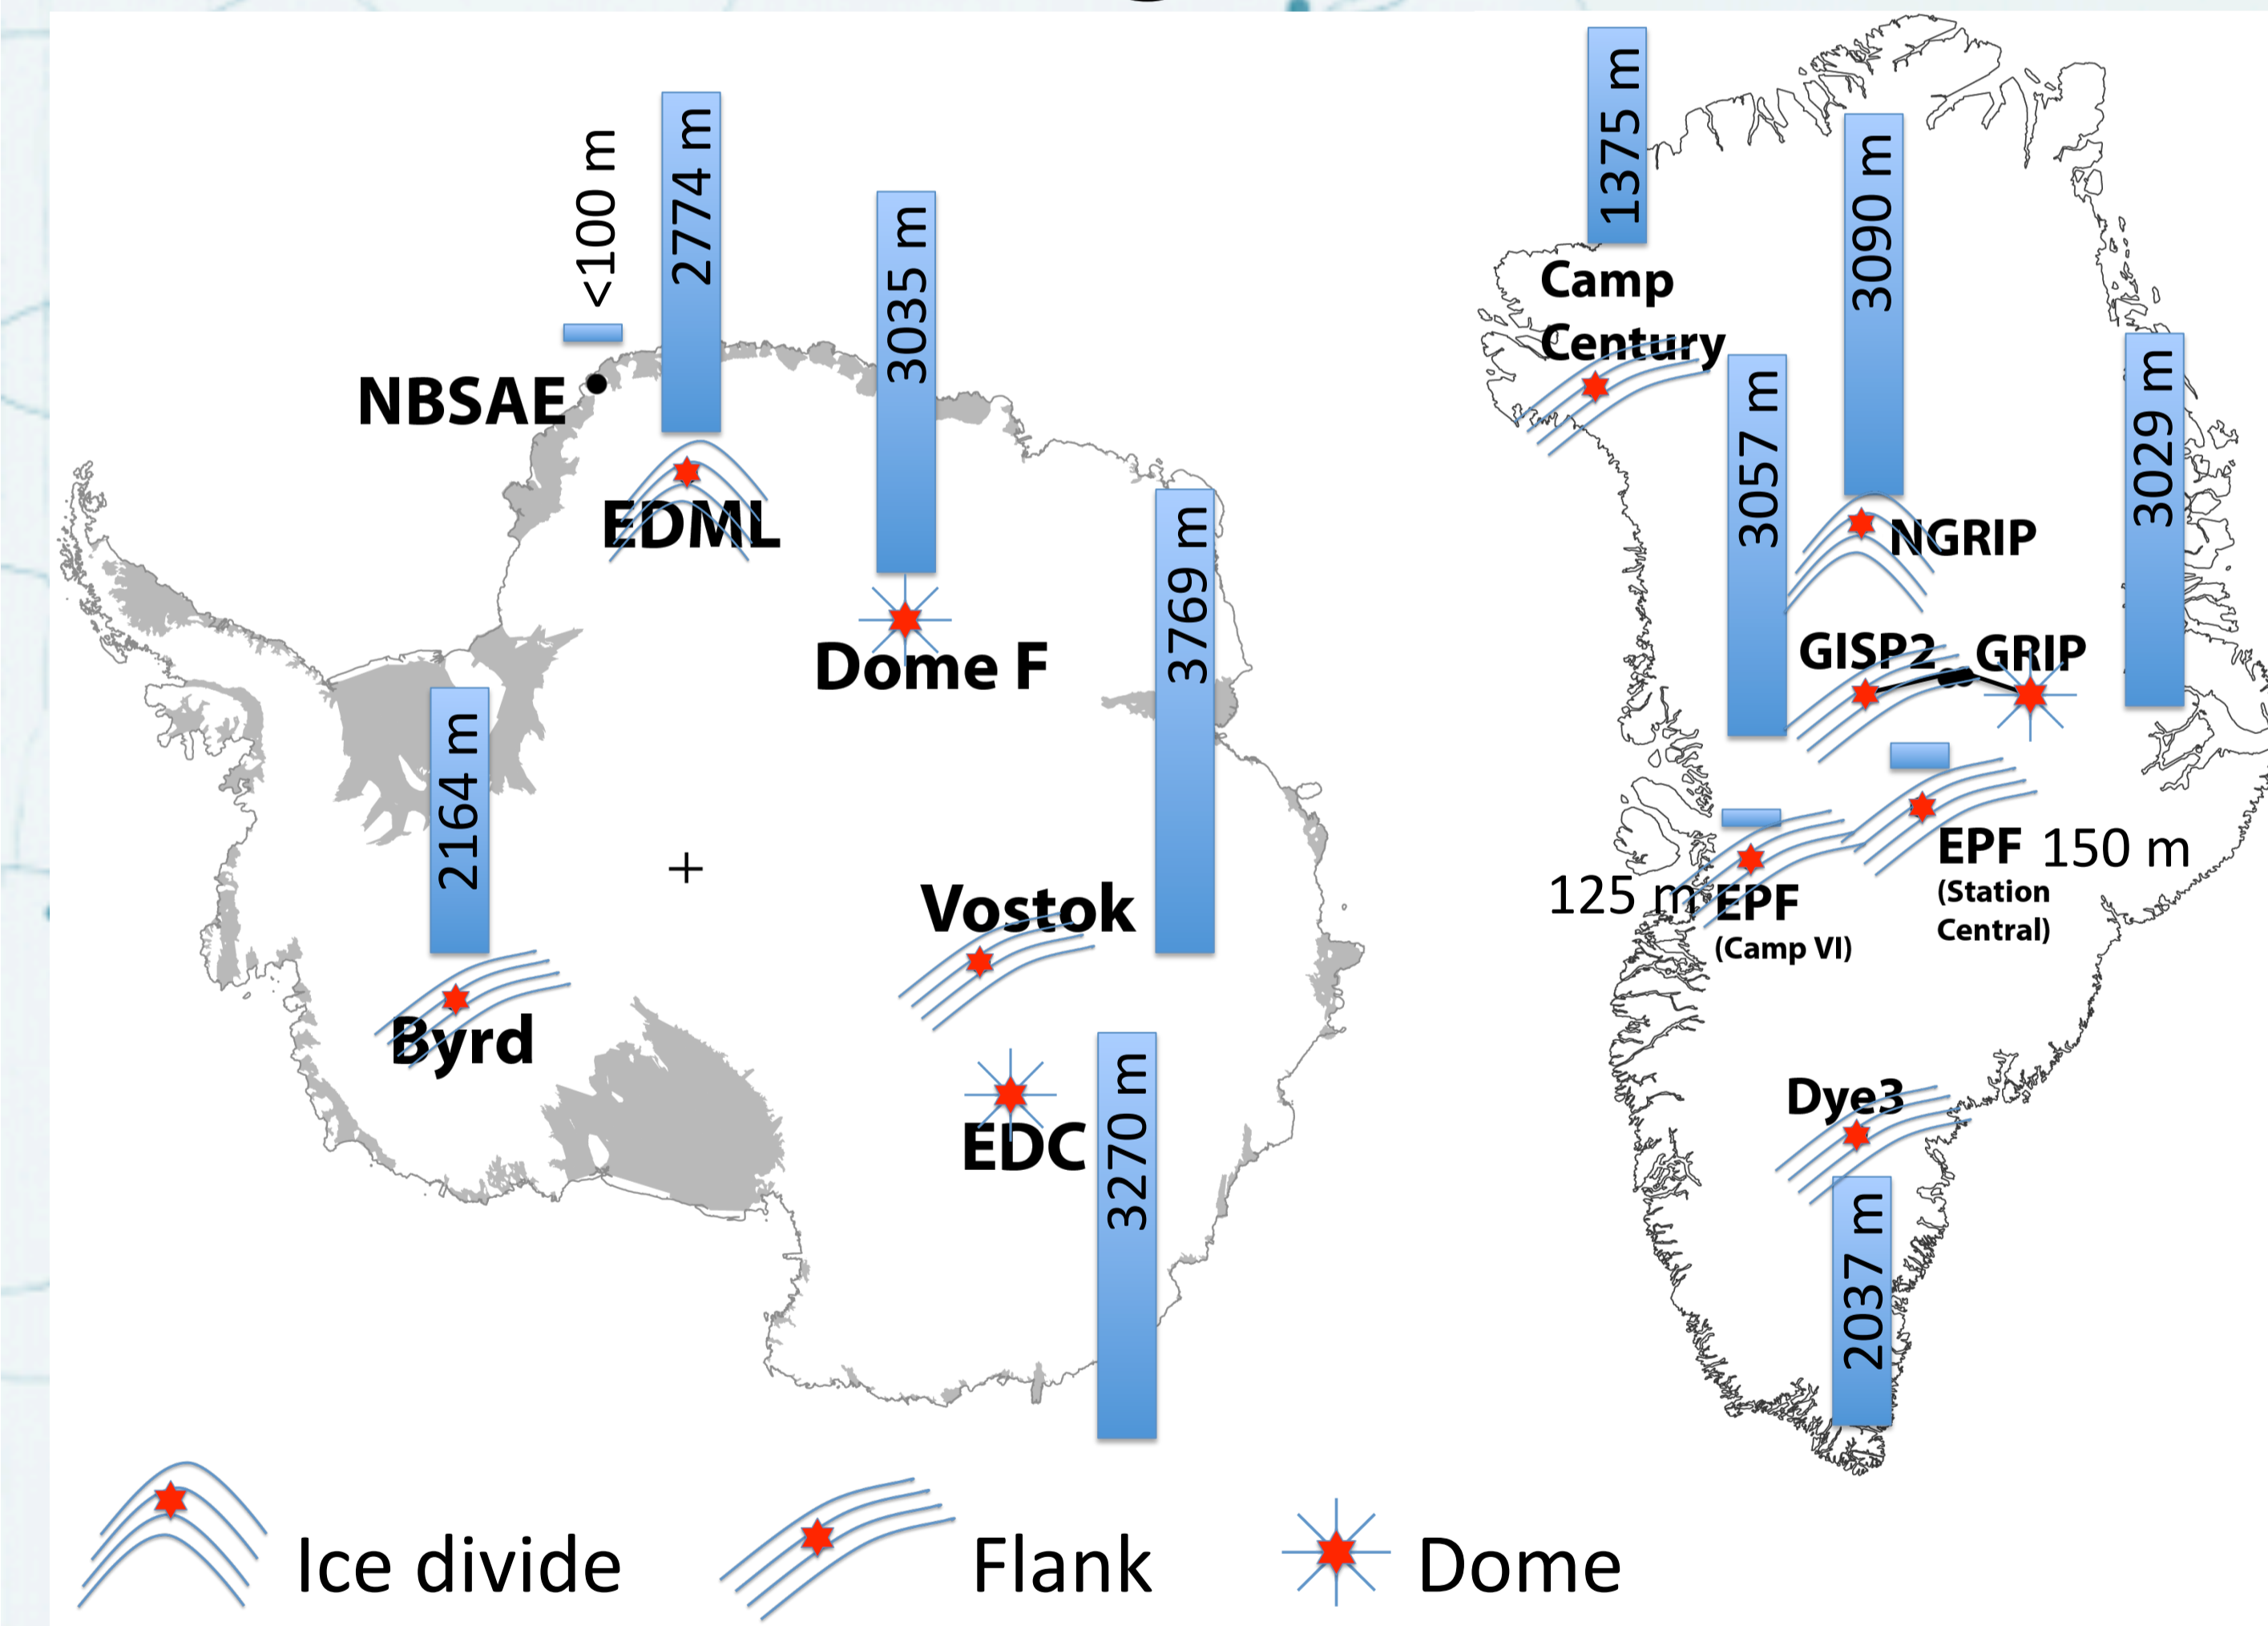 <100 m
2774 m
3035 m
NBSAE
EDML
Dome F
3769 m
2164 m
Vostok
Byrd
EDC
3270 m
1375 m
Camp
Century
3090 m
3057 m
3029 m
NGRIP
GISP2
GRIP
EPF 150 m
(Station
Central)
125 m
EPF
(Camp VI)
Dye3
2037 m
+
Ice divide
Flank
Dome